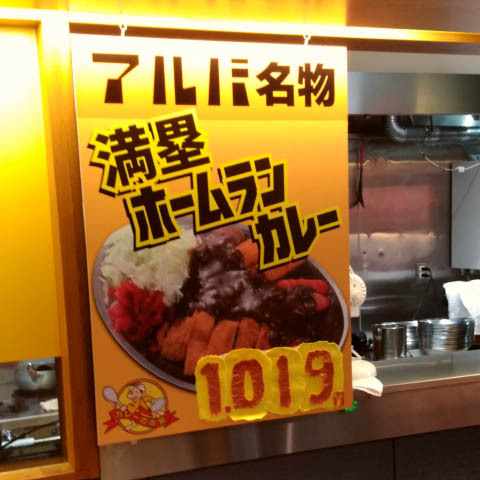 アルバ名物
満塁
ホームラン
カレー
1.019円